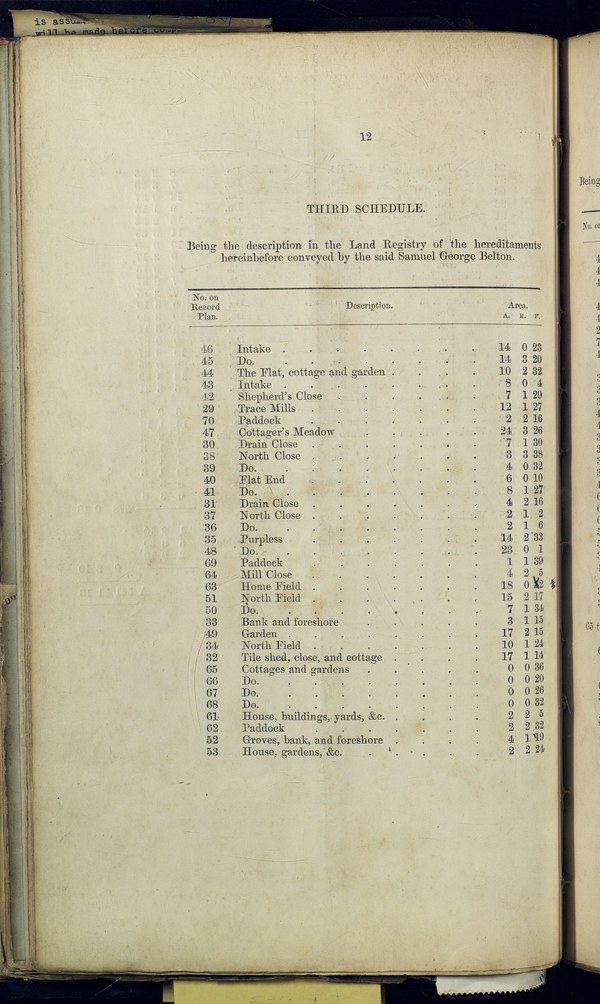 is
will be made before
12
THIRD SCHEDULE.
Being the description in the Land Registry of the hereditaments
hereinbefore conveyed by the said Samuel George Belton.
No. on Record Plan. Description. Area.
A. R. P.
46 Intake . . . . . . . . 14 0 23
45 Do. . . . . . . . . 14 3 20
44 The Flat, cottage and garden . . . . 10 2 32
43 Intake . . . . . . . . 8 0 4
42 Shepherd's Close . . . . . . 7 1 29
29 Trace Mills . . . . . . . 12 1 27
70 Paddock . . . . . . . 2 2 16
47 Cottager's Meadow . . . . . 24 3 26
30 Drain Close . . . . . . . 7 1 30
38 North Close . . . . . . . 3 3 38
39 Do. . . . . . . . . 4 0 32
40 Flat End . . . . . . . 6 0 10
41 Do. . . . . . . . . 8 1 27
31 Drain Close . . . . . . . 4 2 16
37 North Close . . . . . . . 2 1 2
36 Do. . . . . . . . . 2 1 6
35 Purpless . . . . . . . 14 2 33
48 Do. . . . . . . . . 23 0 1
69 Paddock . . . . . . . 1 1 39
64 Mill Close . . . . . . . 4 2 5
63 Home Field . . . . . . . 18 0
51 North Field . . . . . . . 15 2 17
50 Do. . . . . . . . . 7 1 34
33 Bank and foreshore . . . . . 3 1 15
49 Garden . . . . . . . . 17 2 15
34 North Field . . . . . . . 10 1 24
32 Tile shed, close, and cottage . . . . 17 1 14
65 Cottages and gardens . . . . . 0 0 36
66 Do. . . . . . . . . 0 0 20
67 Do. . . . . . . . . 0 0 26
68 Do. . . . . . . . . 0 0 32
61 House, buildings, yards, &c. . . . . 2 2 5
62 Paddock . . . . . . . 2 2 32
52 Groves, bank, and foreshore . . . . 4 1 19
53 House, gardens, &c. . . . . . 2 2 24
Being
No. on
65